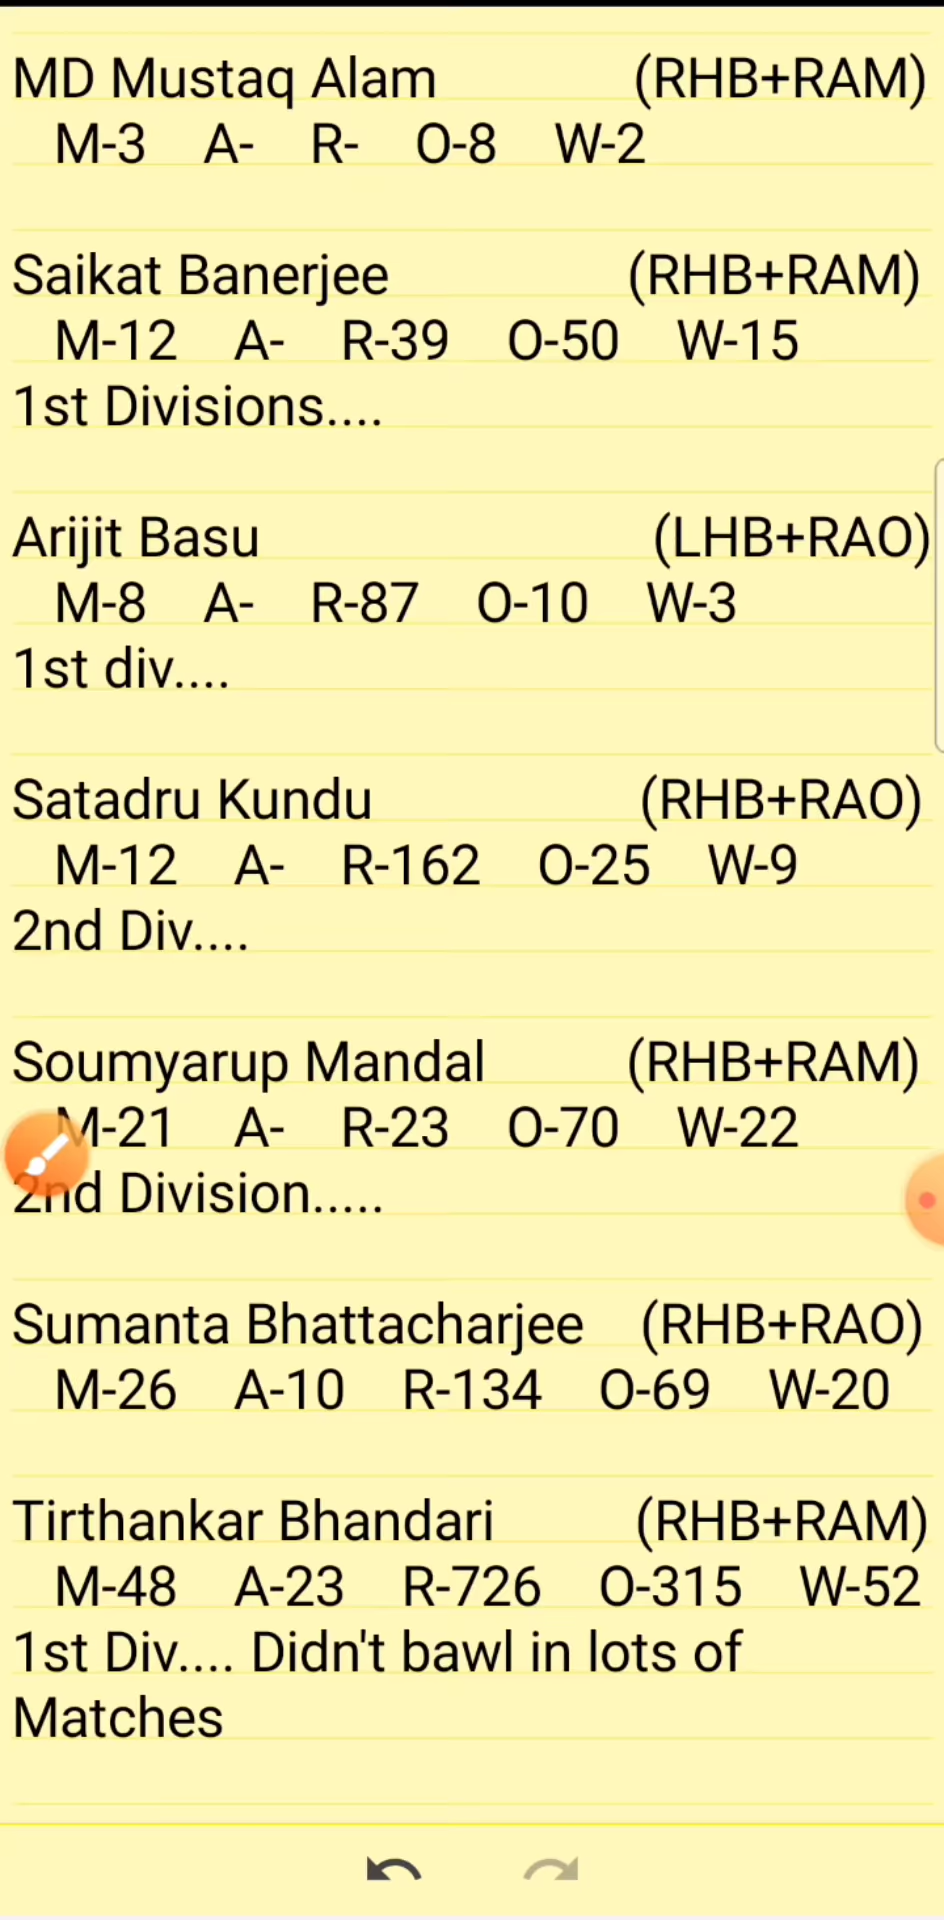 MD Mustaq Alam (RHB+RAM)
M-3 A- R- O-8 W-2
Saikat Banerjee (RHB+RAM)
M-12 A- R-39 O-50 W-15
1st Divisions....
Arijit Basu (LHB+RAO)
M-8 A- R-87 O-10 W-3
1st div....
Satadru Kundu (RHB+RAO)
M-12 A- R-162 O-25 W-9
2nd Div....
Soumyarup Mandal (RHB+RAM)
M-21 A- R-23 O-70 W-22
2nd Division.....
Sumanta Bhattacharjee (RHB+RAO)
M-26 A-10 R-134 O-69 W-20
Tirthankar Bhandari (RHB+RAM)
M-48 A-23 R-726 O-315 W-52
1st Div.... Didn't bawl in lots of
Matches